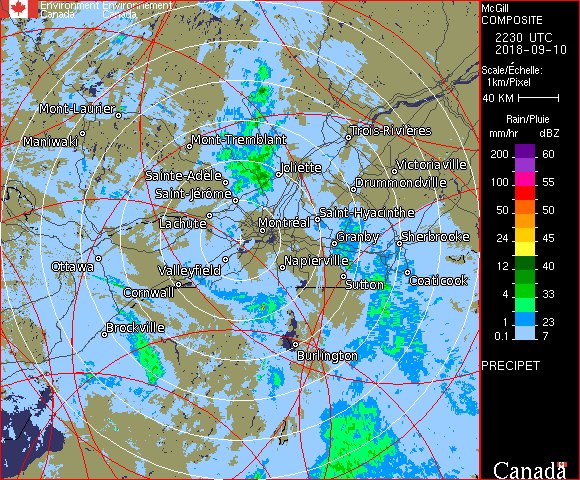 Environment Environnement
Canada Canada
McGill
COMPOSITE
2230 UTC
2018-09-10
Scale/Échelle:
1km/Pixel
40 KM
Rain/Pluie
mm/hr dBZ
200 60
100 55
50 50
24 45
12 40
4 33
1 23
0.1 7
PRECIPET
Canada
Mont-Laurier
Maniwaki
Mont-Tremblant
Trois-Rivières
Sainte-Adèle
Joliette
Victoriaville
Saint-Jérôme
Drummondville
Lachute
Montréal
Saint-Hyacinthe
Granby
Sherbrooke
Ottawa
Valleyfield
Napierville
Coaticook
Cornwall
Sutton
Brockville
Burlington